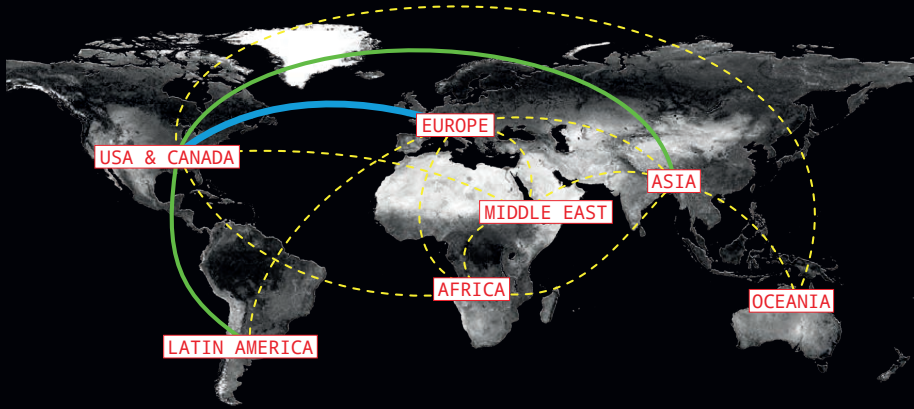 EUROPE
USA & CANADA
ASIA
MIDDLE EAST
AFRICA
OCEANIA
LATIN AMERICA